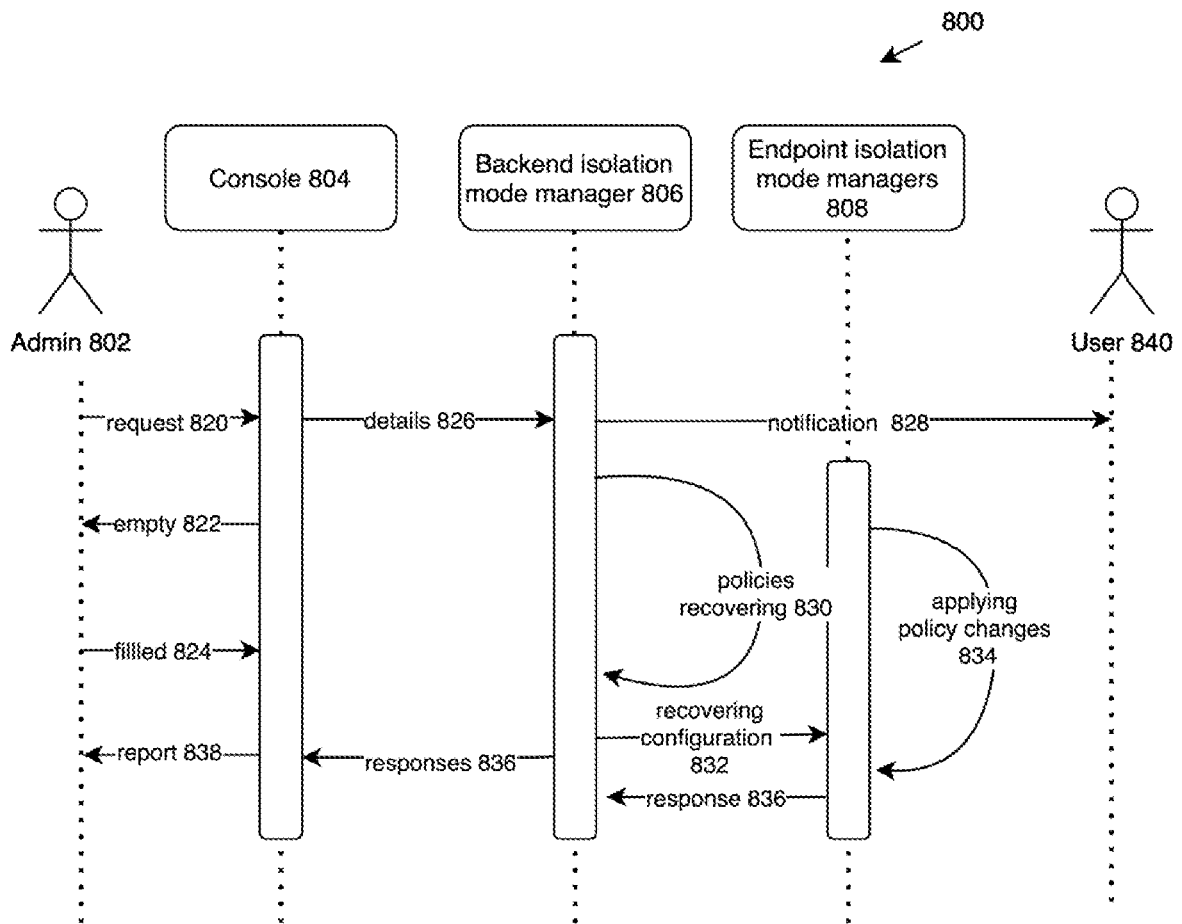 800
Console 804
Backend isolation
mode manager 806
Endpoint isolation
mode managers
808
Admin 802
User 840
request 820
details 826
notification 828
empty 822
policies
recovering 830
applying
policy changes
834
fillled 824
recovering
configuration
832
report 838
responses 836
response 836